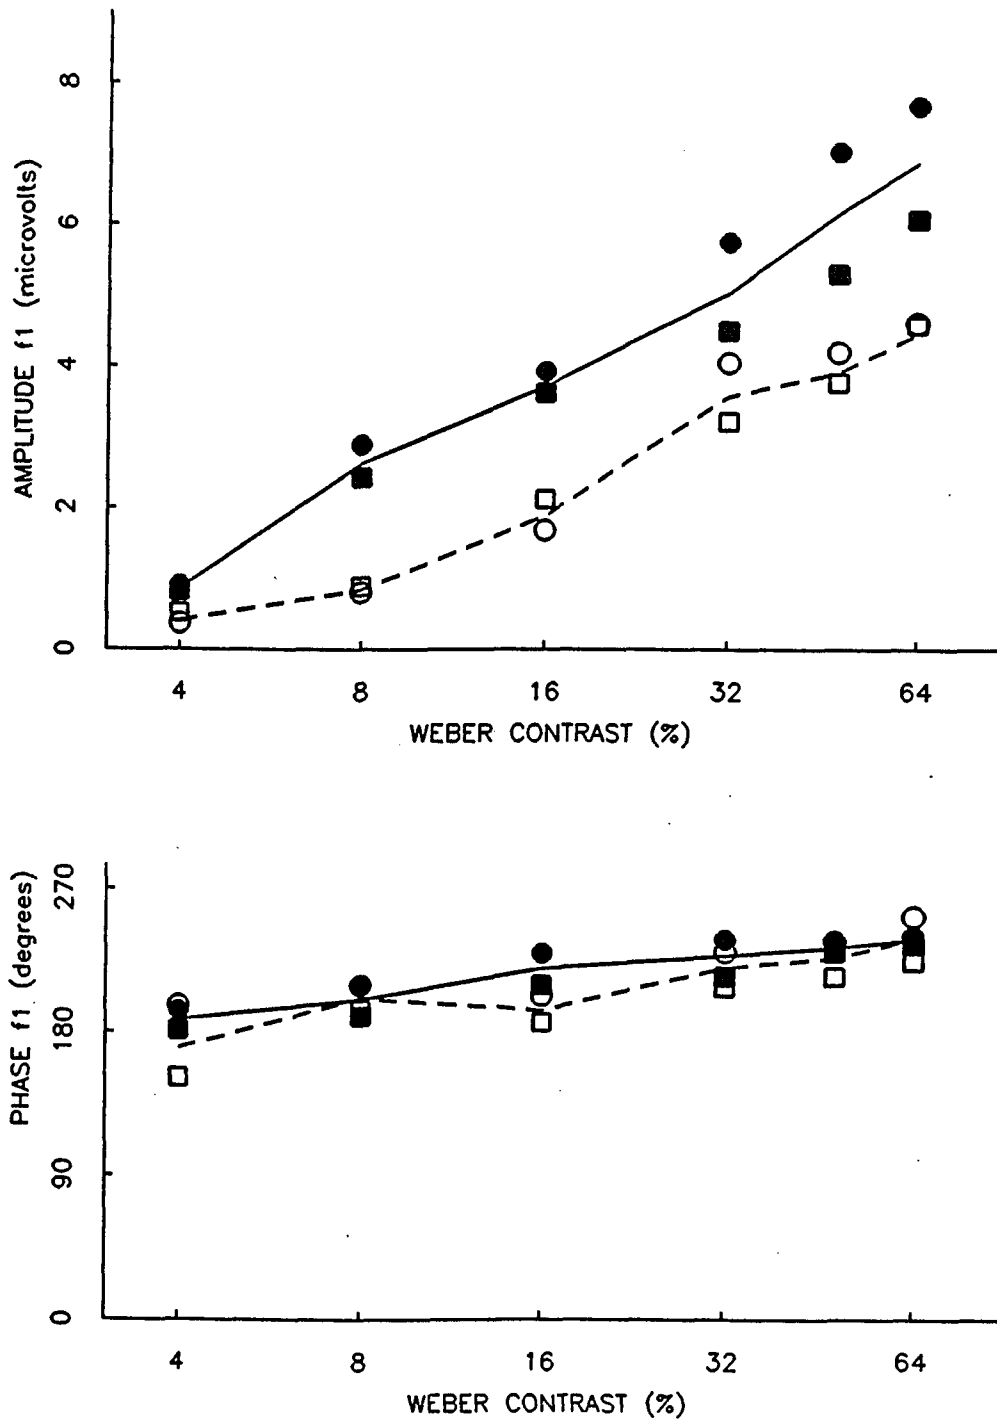 AMPLITUDE f1 (microvolts)
8
6
4
2
0
4 8 16 32 64
WEBER CONTRAST (%)
PHASE f1 (degrees)
270
180
90
0
4 8 16 32 64
WEBER CONTRAST (%)